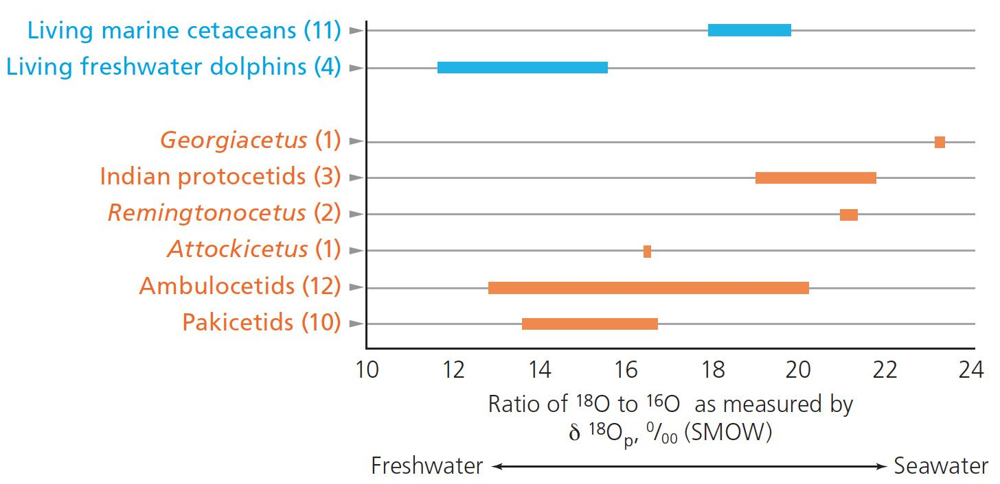 Living marine cetaceans (11)
Living freshwater dolphins (4)
Georgiacetus (1)
Indian protocetids (3)
Remingtonocetus (2)
Attockicetus (1)
Ambulocetids (12)
Pakicetids (10)
10 12 14 16 18 20 22 24
Ratio of ¹⁸O to ¹⁶O as measured by
δ ¹⁸Oₚ, ⁰/₀₀ (SMOW)
Freshwater Seawater